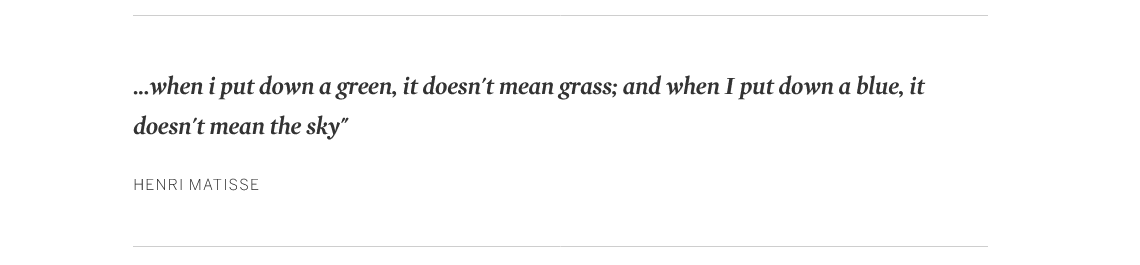 ...when i put down a green, it doesn't mean grass; and when I put down a blue, it
doesn't mean the sky"
HENRI MATISSE